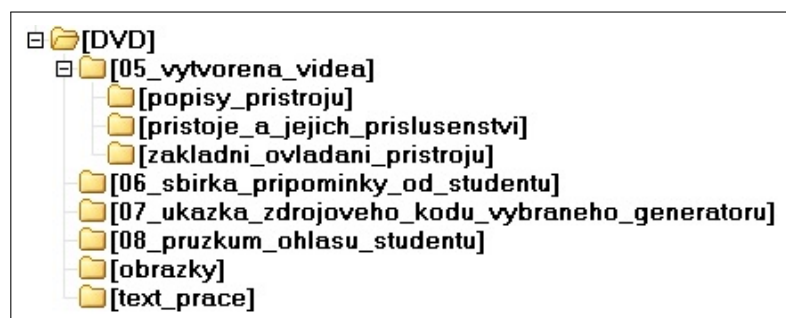 [DVD]
[05_vytvorena_videa]
[popisy_pristroju]
[pristoje_a_jejich_prislusenstvi]
[zakladni_ovladani_pristroju]
[06_sbirka_pripominky_od_studentu]
[07_ukazka_zdrojoveho_kodu_vybraneho_generatoru]
[08_pruzkum_ohlasu_studentu]
[obrazky]
[text_prace]